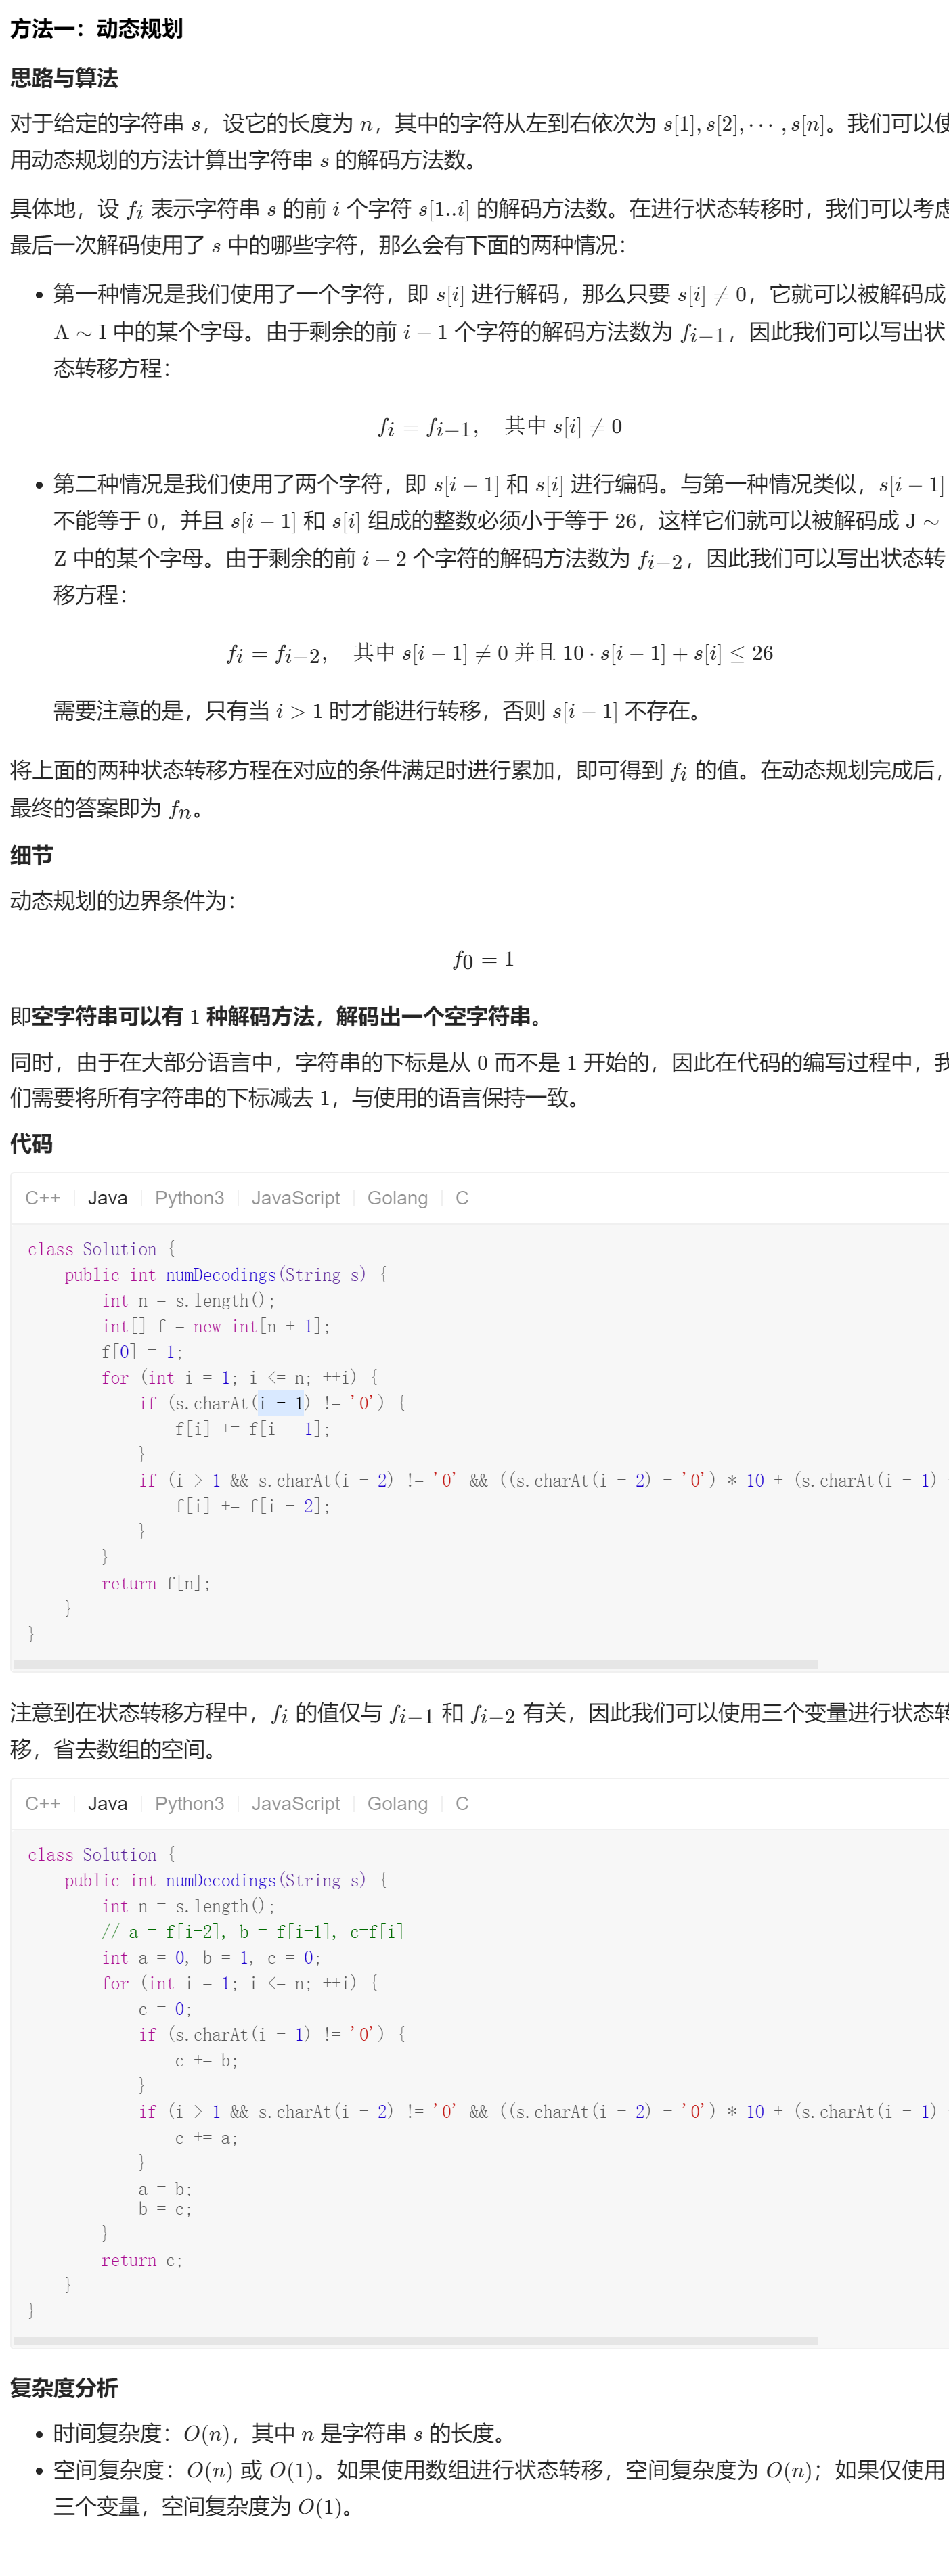 方法一：动态规划
思路与算法
对于给定的字符串 s，设它的长度为 n，其中的字符从左到右依次为 s[1], s[2], ⋯ , s[n]。我们可以使
用动态规划的方法计算出字符串 s 的解码方法数。
具体地，设 fi 表示字符串 s 的前 i 个字符 s[1..i] 的解码方法数。在进行状态转移时，我们可以考虑
最后一次解码使用了 s 中的哪些字符，那么会有下面的两种情况：
• 第一种情况是我们使用了一个字符，即 s[i] 进行解码，那么只要 s[i] ≠ 0，它就可以被解码成
A ∼ I 中的某个字母。由于剩余的前 i − 1 个字符的解码方法数为 fi−1，因此我们可以写出状
态转移方程：
fi = fi−1, 其中 s[i] ≠ 0
• 第二种情况是我们使用了两个字符，即 s[i − 1] 和 s[i] 进行编码。与第一种情况类似，s[i − 1]
不能等于 0，并且 s[i − 1] 和 s[i] 组成的整数必须小于等于 26，这样它们就可以被解码成 J ∼
Z 中的某个字母。由于剩余的前 i − 2 个字符的解码方法数为 fi−2，因此我们可以写出状态转
移方程：
fi = fi−2, 其中 s[i − 1] ≠ 0 并且 10 · s[i − 1] + s[i] ≤ 26
需要注意的是，只有当 i > 1 时才能进行转移，否则 s[i − 1] 不存在。
将上面的两种状态转移方程在对应的条件满足时进行累加，即可得到 fi 的值。在动态规划完成后，
最终的答案即为 fn。
细节
动态规划的边界条件为：
f0 = 1
即空字符串可以有 1 种解码方法，解码出一个空字符串。
同时，由于在大部分语言中，字符串的下标是从 0 而不是 1 开始的，因此在代码的编写过程中，我
们需要将所有字符串的下标减去 1，与使用的语言保持一致。
代码
C++ | Java | Python3 | JavaScript | Golang | C
class Solution {
    public int numDecodings(String s) {
        int n = s.length();
        int[] f = new int[n + 1];
        f[0] = 1;
        for (int i = 1; i <= n; ++i) {
            if (s.charAt(i - 1) != '0') {
                f[i] += f[i - 1];
            }
            if (i > 1 && s.charAt(i - 2) != '0' && ((s.charAt(i - 2) - '0') * 10 + (s.charAt(i - 1)
                f[i] += f[i - 2];
            }
        }
        return f[n];
    }
}
注意到在状态转移方程中，fi 的值仅与 fi−1 和 fi−2 有关，因此我们可以使用三个变量进行状态转
移，省去数组的空间。
C++ | Java | Python3 | JavaScript | Golang | C
class Solution {
    public int numDecodings(String s) {
        int n = s.length();
        // a = f[i-2], b = f[i-1], c=f[i]
        int a = 0, b = 1, c = 0;
        for (int i = 1; i <= n; ++i) {
            c = 0;
            if (s.charAt(i - 1) != '0') {
                c += b;
            }
            if (i > 1 && s.charAt(i - 2) != '0' && ((s.charAt(i - 2) - '0') * 10 + (s.charAt(i - 1)
                c += a;
            }
            a = b;
            b = c;
        }
        return c;
    }
}
复杂度分析
• 时间复杂度：O(n)，其中 n 是字符串 s 的长度。
• 空间复杂度：O(n) 或 O(1)。如果使用数组进行状态转移，空间复杂度为 O(n)；如果仅使用
三个变量，空间复杂度为 O(1)。